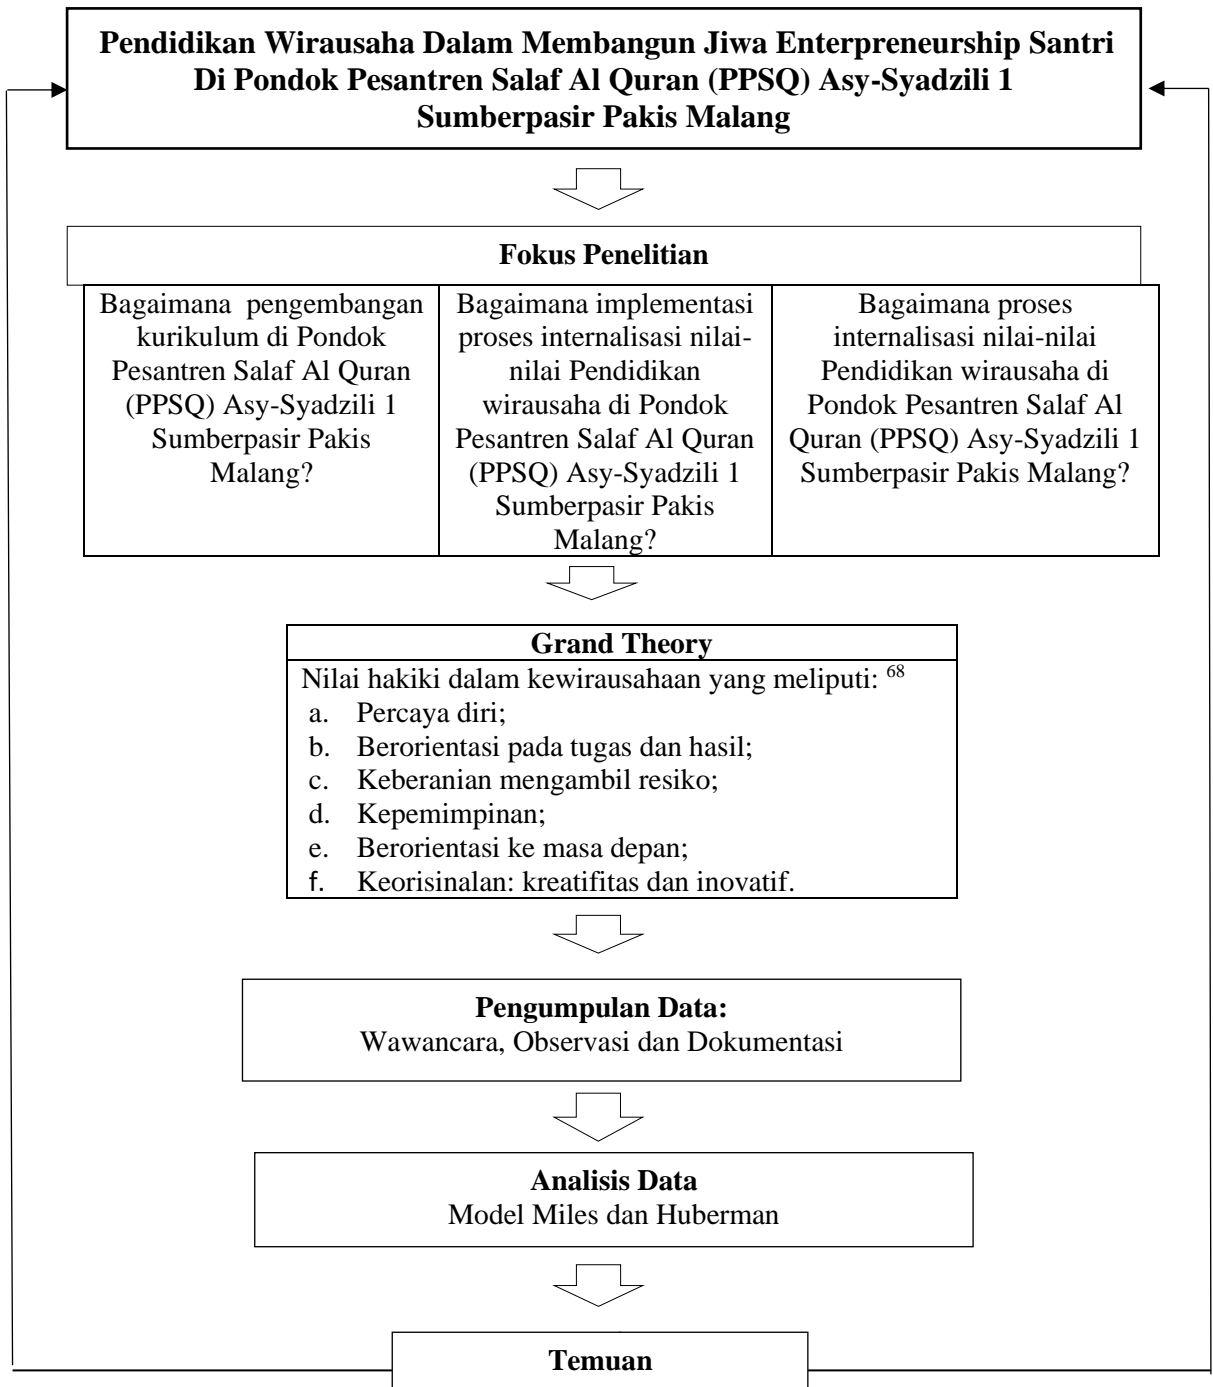 Pendidikan Wirausaha Dalam Membangun Jiwa Enterpreneurship Santri
Di Pondok Pesantren Salaf Al Quran (PPSQ) Asy-Syadzili 1
Sumberpasir Pakis Malang
Fokus Penelitian
Bagaimana pengembangan
kurikulum di Pondok
Pesantren Salaf Al Quran
(PPSQ) Asy-Syadzili 1
Sumberpasir Pakis
Malang?
Bagaimana implementasi
proses internalisasi nilai-
nilai Pendidikan
wirausaha di Pondok
Pesantren Salaf Al Quran
(PPSQ) Asy-Syadzili 1
Sumberpasir Pakis
Malang?
Bagaimana proses
internalisasi nilai-nilai
Pendidikan wirausaha di
Pondok Pesantren Salaf Al
Quran (PPSQ) Asy-Syadzili 1
Sumberpasir Pakis Malang?
Grand Theory
Nilai hakiki dalam kewirausahaan yang meliputi: 68
a. Percaya diri;
b. Berorientasi pada tugas dan hasil;
c. Keberanian mengambil resiko;
d. Kepemimpinan;
e. Berorientasi ke masa depan;
f. Keorisinalan: kreatifitas dan inovatif.
Pengumpulan Data:
Wawancara, Observasi dan Dokumentasi
Analisis Data
Model Miles dan Huberman
Temuan